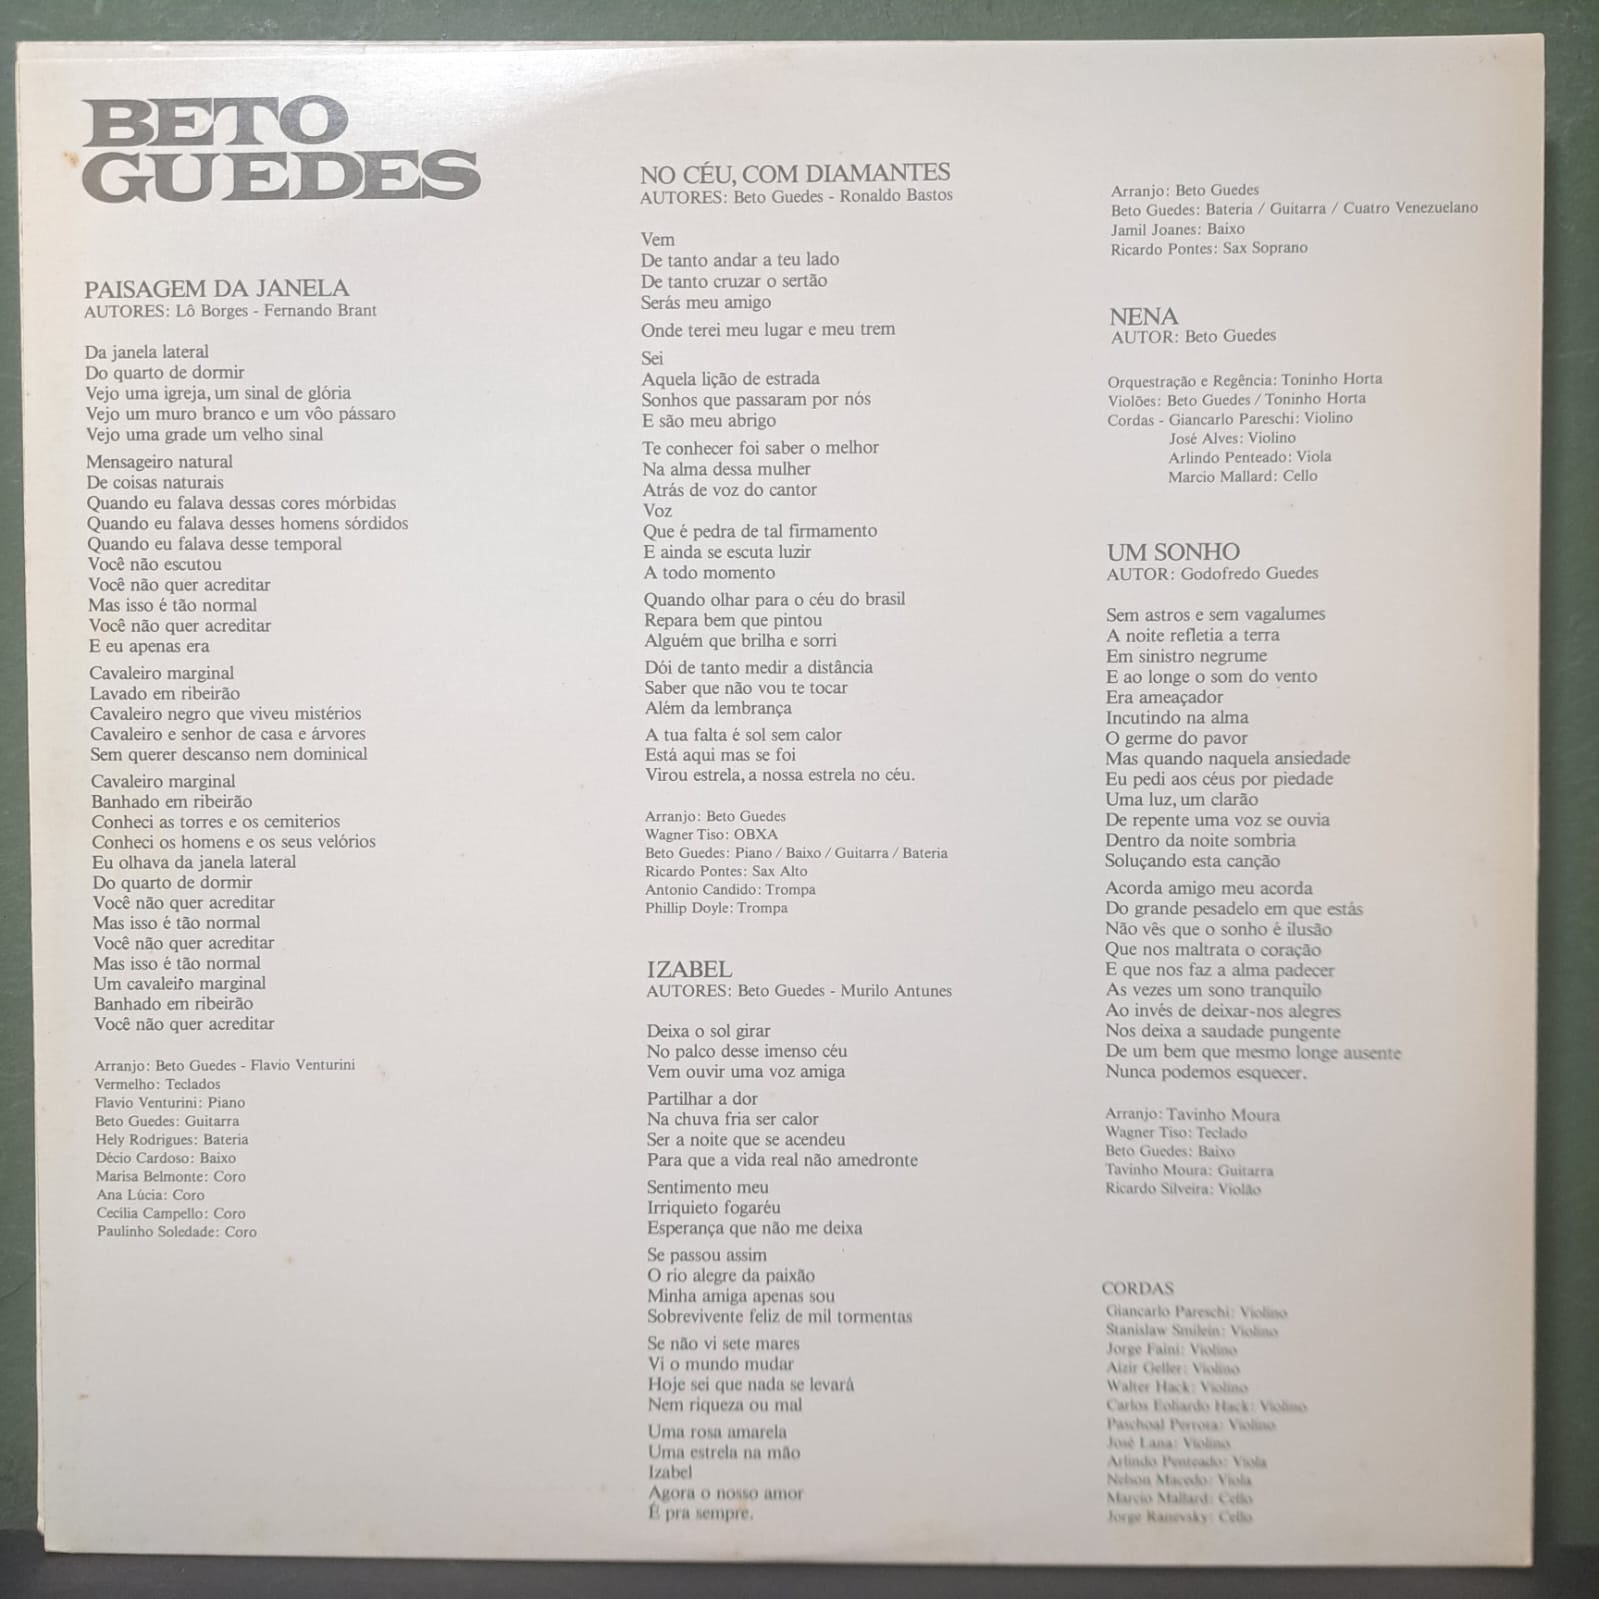 BETO
GUEDES
PAISAGEM DA JANELA
AUTORES: Lô Borges - Fernando Brant
Da janela lateral
Do quarto de dormir
Vejo uma igreja, um sinal de glória
Vejo um muro branco e um vôo pássaro
Vejo uma grade um velho sinal
Mensageiro natural
De coisas naturais
Quando eu falava dessas cores mórbidas
Quando eu falava desses homens sórdidos
Quando eu falava desse temporal
Você não escutou
Você não quer acreditar
Mas isso é tão normal
Você não quer acreditar
E eu apenas era
Cavaleiro marginal
Lavado em ribeirão
Cavaleiro negro que viveu mistérios
Cavaleiro e senhor de casa e árvores
Sem querer descanso nem dominical
Cavaleiro marginal
Banhado em ribeirão
Conheci as torres e os cemiterios
Conheci os homens e os seus velórios
Eu olhava da janela lateral
Do quarto de dormir
Você não quer acreditar
Mas isso é tão normal
Você não quer acreditar
Mas isso é tão normal
Um cavaleiro marginal
Banhado em ribeirão
Você não quer acreditar
Arranjo: Beto Guedes - Flavio Venturini
Vermelho: Teclados
Flavio Venturini: Piano
Beto Guedes: Guitarra
Hely Rodrigues: Bateria
Décio Cardoso: Baixo
Marisa Belmonte: Coro
Ana Lúcia: Coro
Cecília Campello: Coro
Paulinho Soledade: Coro
NO CÉU, COM DIAMANTES
AUTORES: Beto Guedes - Ronaldo Bastos
Vem
De tanto andar a teu lado
De tanto cruzar o sertão
Serás meu amigo
Onde terei meu lugar e meu trem
Sei
Aquela lição de estrada
Sonhos que passaram por nós
E são meu abrigo
Te conhecer foi saber o melhor
Na alma dessa mulher
Atrás de voz do cantor
Voz
Que é pedra de tal firmamento
E ainda se escuta luzir
A todo momento
Quando olhar para o céu do brasil
Repara bem que pintou
Alguém que brilha e sorri
Dói de tanto medir a distância
Saber que não vou te tocar
Além da lembrança
A tua falta é sol sem calor
Está aqui mas se foi
Virou estrela, a nossa estrela no céu.
Arranjo: Beto Guedes
Wagner Tiso: OBXA
Beto Guedes: Piano / Baixo / Guitarra / Bateria
Ricardo Pontes: Sax Alto
Antonio Candido: Trompa
Phillip Doyle: Trompa
IZABEL
AUTORES: Beto Guedes - Murilo Antunes
Deixa o sol girar
No palco desse imenso céu
Vem ouvir uma voz amiga
Partilhar a dor
Na chuva fria ser calor
Ser a noite que se acendeu
Para que a vida real não amedronte
Sentimento meu
Irriquieto fogaréu
Esperança que não me deixa
Se passou assim
O rio alegre da paixão
Minha amiga apenas sou
Sobrevivente feliz de mil tormentas
Se não vi sete mares
Vi o mundo mudar
Hoje sei que nada se levará
Nem riqueza ou mal
Uma rosa amarela
Uma estrela na mão
Izabel
Agora o nosso amor
É pra sempre.
Arranjo: Beto Guedes
Beto Guedes: Bateria / Guitarra / Cuatro Venezuelano
Jamil Joanes: Baixo
Ricardo Pontes: Sax Soprano
NENA
AUTOR: Beto Guedes
Orquestração e Regência: Toninho Horta
Violões: Beto Guedes / Toninho Horta
Cordas - Giancarlo Pareschi: Violino
José Alves: Violino
Arlindo Penteado: Viola
Marcio Mallard: Cello
UM SONHO
AUTOR: Godofredo Guedes
Sem astros e sem vagalumes
A noite refletia a terra
Em sinistro negrume
E ao longe o som do vento
Era ameaçador
Incutindo na alma
O germe do pavor
Mas quando naquela ansiedade
Eu pedi aos céus por piedade
Uma luz, um clarão
De repente uma voz se ouvia
Dentro da noite sombria
Soluçando esta canção
Acorda amigo meu acorda
Do grande pesadelo em que estás
Não vês que o sonho é ilusão
Que nos maltrata o coração
E que nos faz a alma padecer
As vezes um sono tranquilo
Ao invés de deixar-nos alegres
Nos deixa a saudade pungente
De um bem que mesmo longe ausente
Nunca podemos esquecer.
Arranjo: Tavinho Moura
Wagner Tiso: Teclado
Beto Guedes: Baixo
Tavinho Moura: Guitarra
Ricardo Silveira: Violão
CORDAS
Giancarlo Pareschi: Violino
Stanislaw Smilein: Violino
Jorge Faini: Violino
Aizir Geller: Violino
Walter Hack: Violino
Carlos Eoliardo Hack: Violino
Paschoal Perrota: Violino
José Lana: Violino
Arlindo Penteado: Viola
Nelson Macedo: Viola
Marcio Mallard: Cello
Jorge Ranevsky: Cello